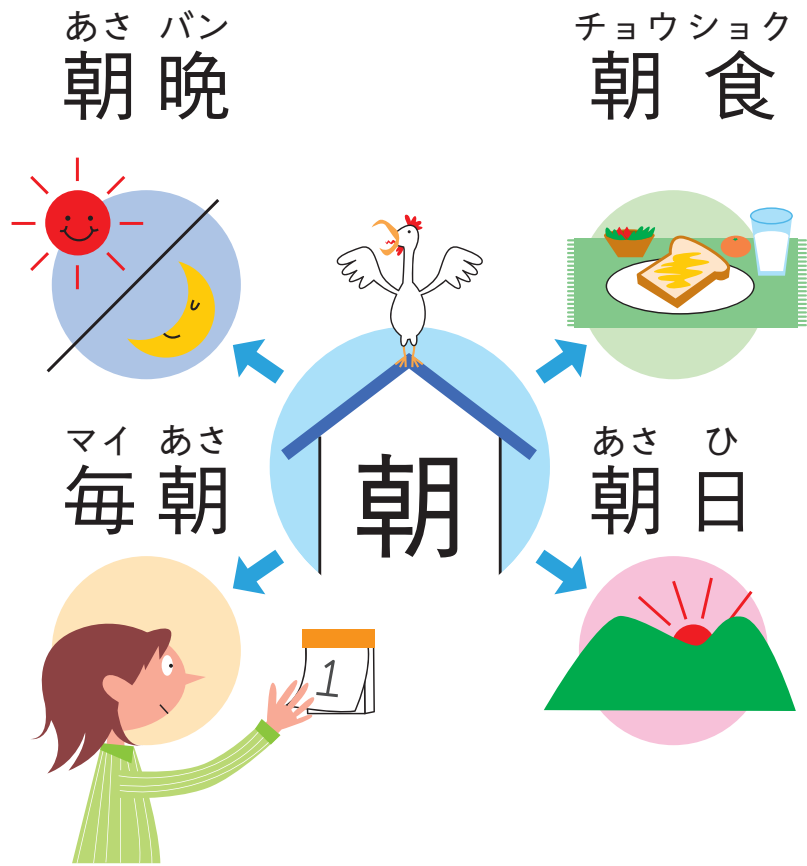 あさ バン
朝 晩
チョウ ショク
朝 食
マイ あさ
毎 朝
朝
あさ ひ
朝 日
1